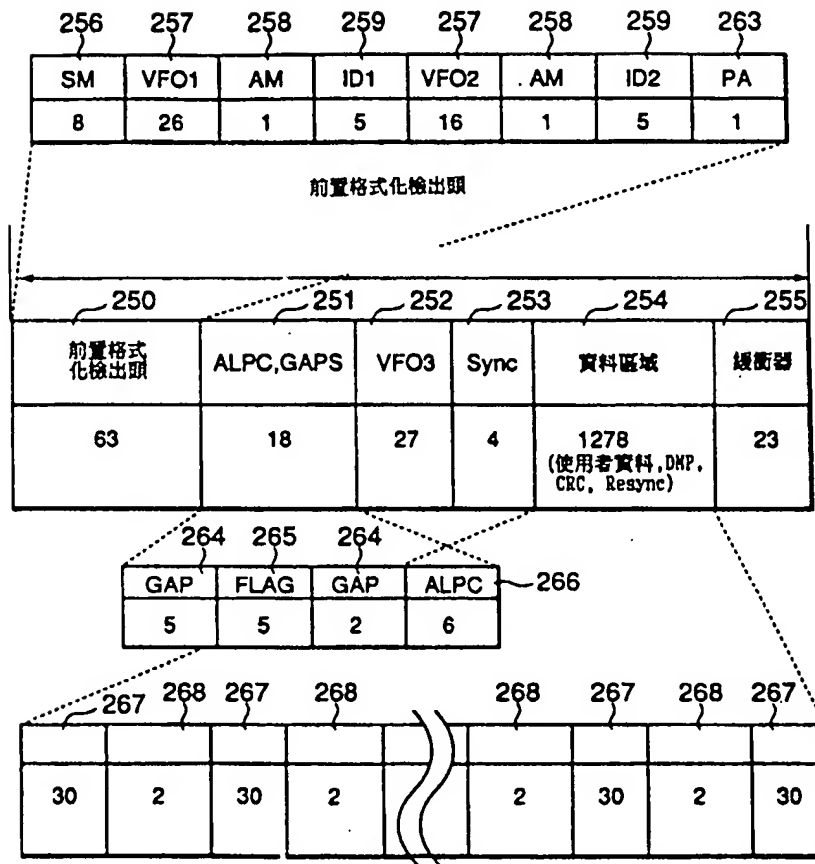 256 257 258 259 257 258 259 263
SM VFO1 AM ID1 VFO2 AM ID2 PA
8 26 1 5 16 1 5 1
前置格式化檢出頭
250 251 252 253 254 255
前置格式
化檢出頭 ALPC,GAPS VFO3 Sync 資料區域 緩衝器
63 18 27 4 1278 23
(使用者資料,DMP,
CRC, Resync)
264 265 264
GAP FLAG GAP ALPC 266
5 5 2 6
267 268 267 268 268 267 268 267
30 2 30 2 2 30 2 30